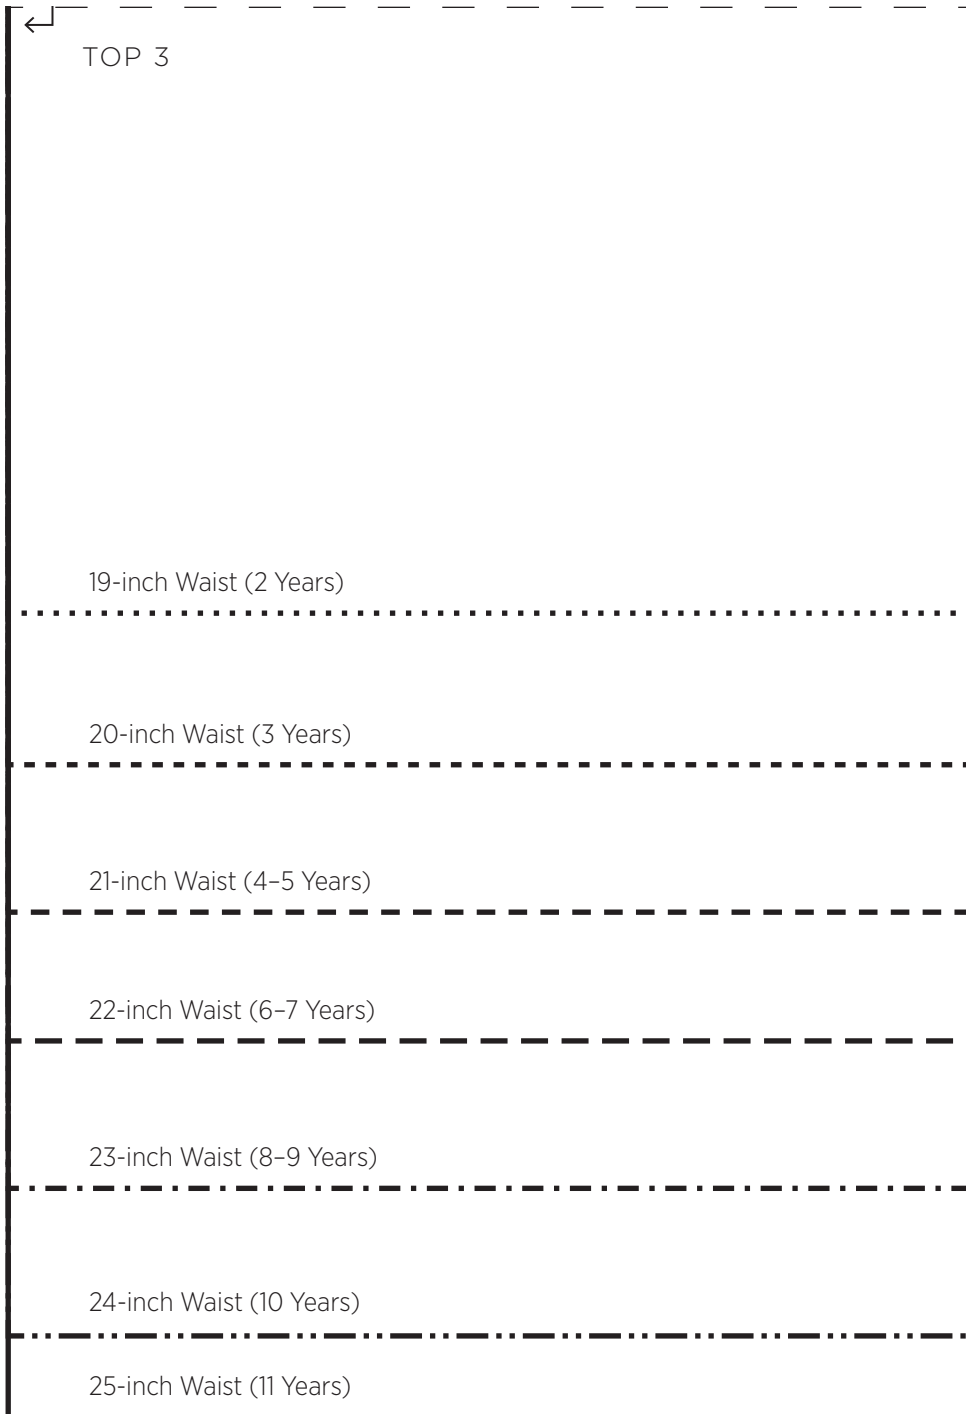 TOP 3
19-inch Waist (2 Years)
20-inch Waist (3 Years)
21-inch Waist (4–5 Years)
22-inch Waist (6–7 Years)
23-inch Waist (8–9 Years)
24-inch Waist (10 Years)
25-inch Waist (11 Years)